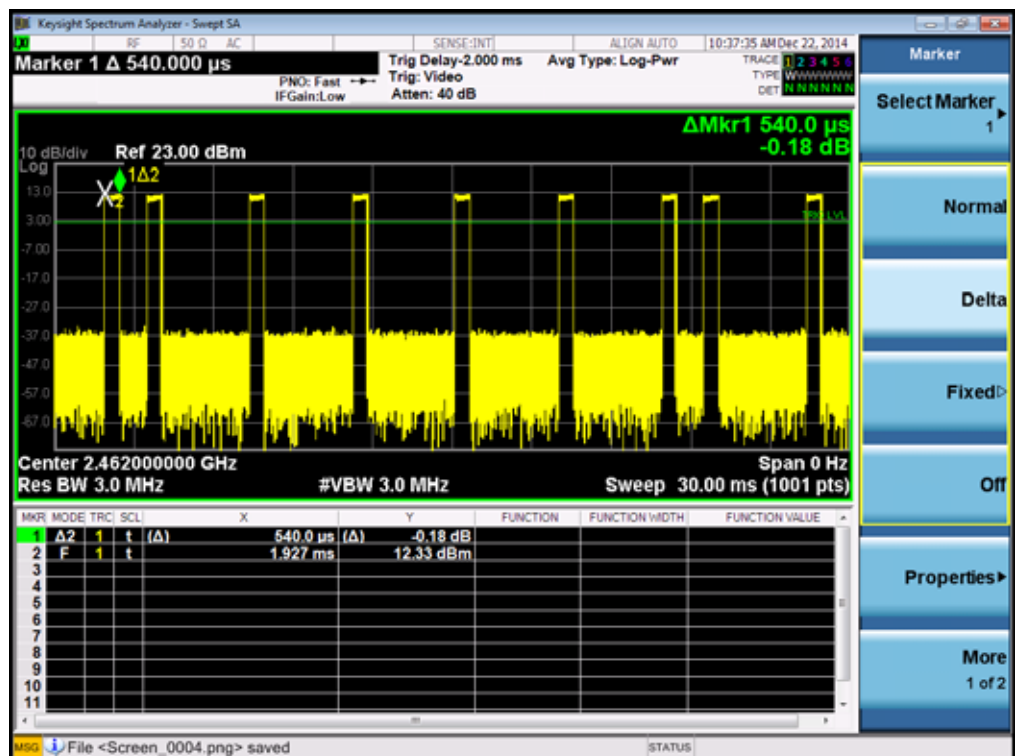 Keysight Spectrum Analyzer - Swept SA
RF 50 Ω AC SENSE:INT ALIGN AUTO 10:37:35 AM Dec 22, 2014
Marker 1 Δ 540.000 μs
PNO: Fast
IFGain:Low
Trig Delay-2.000 ms
Trig: Video
Atten: 40 dB
Avg Type: Log-Pwr
TRACE 1 2 3 4 5 6
TYPE WWWWWW
DET N N N N N N
Marker
Select Marker
1
Normal
Delta
Fixed
Off
Properties
More
1 of 2
ΔMkr1 540.0 μs
-0.18 dB
10 dB/div Ref 23.00 dBm
Log
1Δ2
2
13.0
3.00
TRIG LVL
-7.00
-17.0
-27.0
-37.0
-47.0
-57.0
-67.0
Center 2.462000000 GHz Span 0 Hz
Res BW 3.0 MHz #VBW 3.0 MHz Sweep 30.00 ms (1001 pts)
MKR MODE TRC SCL X Y FUNCTION FUNCTION WIDTH FUNCTION VALUE
1 Δ2 1 t (Δ) 540.0 μs (Δ) -0.18 dB
2 F 1 t 1.927 ms 12.33 dBm
3
4
5
6
7
8
9
10
11
MSG File <Screen_0004.png> saved STATUS